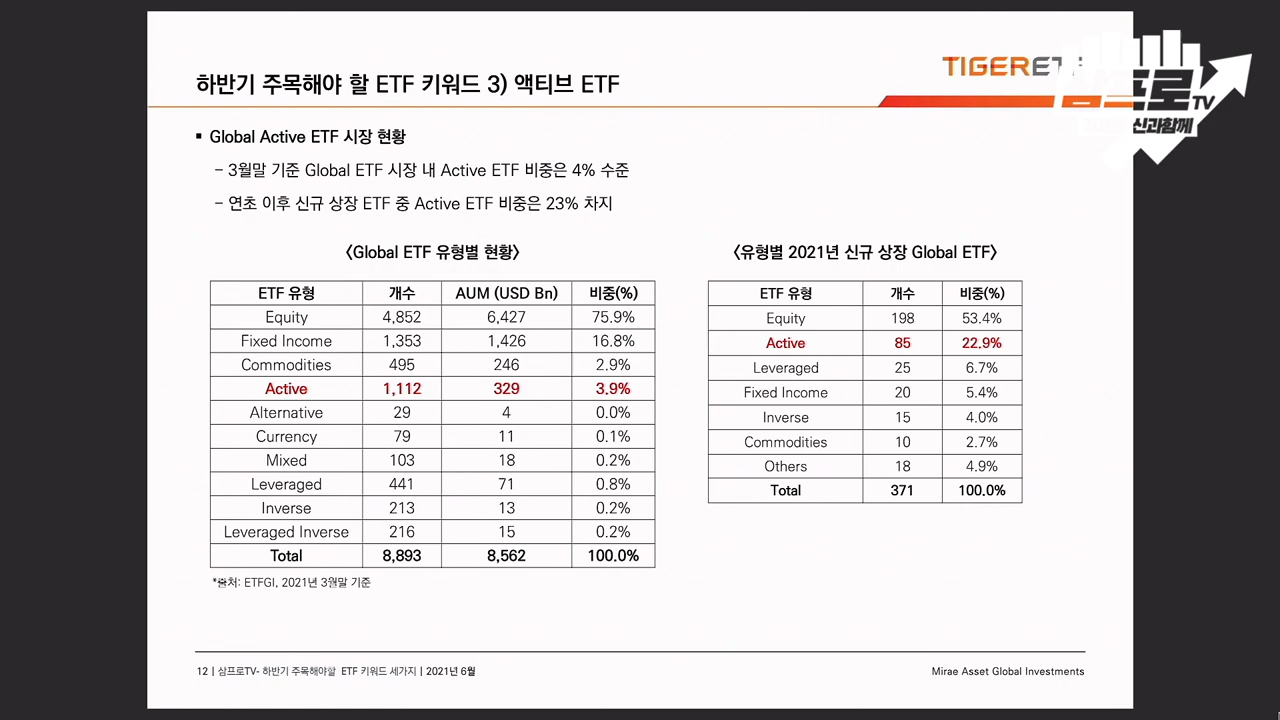 TIGERETF
삼프로TV
하반기 주목해야 할 ETF 키워드 3) 액티브 ETF
신과함께
▪ Global Active ETF 시장 현황
– 3월말 기준 Global ETF 시장 내 Active ETF 비중은 4% 수준
– 연초 이후 신규 상장 ETF 중 Active ETF 비중은 23% 차지
<Global ETF 유형별 현황>
ETF 유형 개수 AUM (USD Bn) 비중(%)
Equity 4,852 6,427 75.9%
Fixed Income 1,353 1,426 16.8%
Commodities 495 246 2.9%
Active 1,112 329 3.9%
Alternative 29 4 0.0%
Currency 79 11 0.1%
Mixed 103 18 0.2%
Leveraged 441 71 0.8%
Inverse 213 13 0.2%
Leveraged Inverse 216 15 0.2%
Total 8,893 8,562 100.0%
*출처: ETFGI, 2021년 3월말 기준
<유형별 2021년 신규 상장 Global ETF>
ETF 유형 개수 비중(%)
Equity 198 53.4%
Active 85 22.9%
Leveraged 25 6.7%
Fixed Income 20 5.4%
Inverse 15 4.0%
Commodities 10 2.7%
Others 18 4.9%
Total 371 100.0%
12 | 삼프로TV- 하반기 주목해야할 ETF 키워드 세가지 | 2021년 6월
Mirae Asset Global Investments